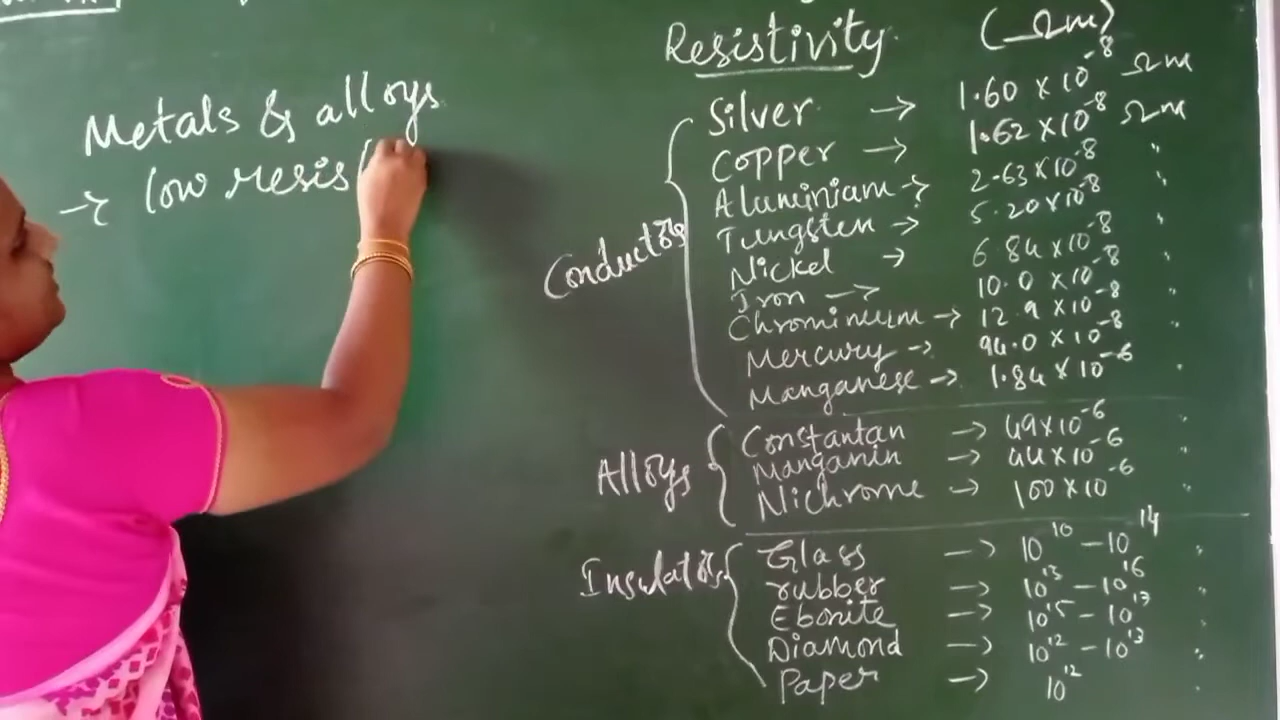 Metals & alloys
→ low resis
Resistivity (Ωm)
Conductors
Silver → 1.60 × 10⁻⁸ Ωm
Copper → 1.62 × 10⁻⁸ Ωm
Aluminium → 2.63 × 10⁻⁸ "
Tungsten → 5.20 × 10⁻⁸ "
Nickel → 6.84 × 10⁻⁸ "
Iron → 10.0 × 10⁻⁸ "
Chromineum → 12.9 × 10⁻⁸ "
Mercury → 94.0 × 10⁻⁸
Manganese → 1.84 × 10⁻⁶ "
Alloys
Constantan → 49 × 10⁻⁶ "
Manganin → 44 × 10⁻⁶ "
Nichrome → 100 × 10⁻⁶ "
Insulators
Glass → 10¹⁰ – 10¹⁴ "
rubber → 10¹³ – 10¹⁶ "
Ebonite → 10¹⁵ – 10¹⁷
Diamond → 10¹² – 10¹³ "
Paper → 10¹² "